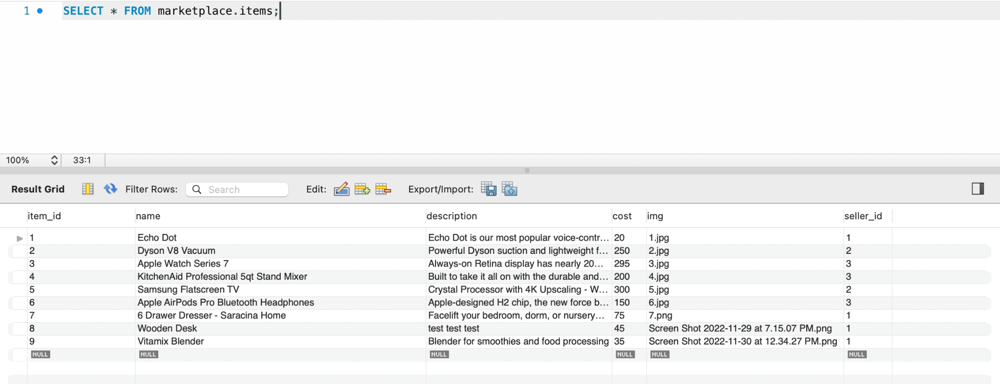 1 SELECT * FROM marketplace.items;
100% 33:1
Result Grid Filter Rows: Search Edit: Export/Import:
item_id name description cost img seller_id
1 Echo Dot Echo Dot is our most popular voice-contr... 20 1.jpg 1
2 Dyson V8 Vacuum Powerful Dyson suction and lightweight f... 250 2.jpg 2
3 Apple Watch Series 7 Always-on Retina display has nearly 20... 295 3.jpg 3
4 KitchenAid Professional 5qt Stand Mixer Built to take it all on with the durable and... 200 4.jpg 3
5 Samsung Flatscreen TV Crystal Processor with 4K Upscaling - W... 300 5.jpg 2
6 Apple AirPods Pro Bluetooth Headphones Apple-designed H2 chip, the new force b... 150 6.jpg 3
7 6 Drawer Dresser - Saracina Home Facelift your bedroom, dorm, or nursery... 75 7.png 1
8 Wooden Desk test test test 45 Screen Shot 2022-11-29 at 7.15.07 PM.png 1
9 Vitamix Blender Blender for smoothies and food processing 35 Screen Shot 2022-11-30 at 12.34.27 PM.png 1
NULL NULL NULL NULL NULL NULL